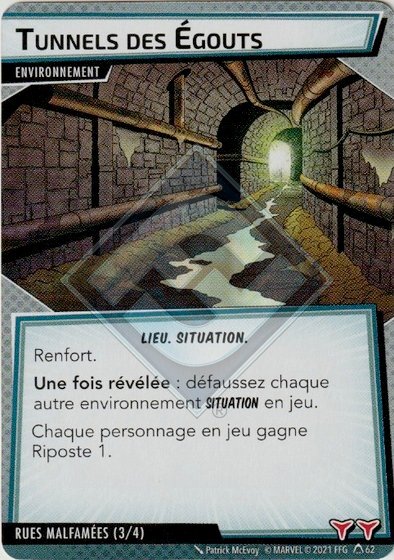 Tunnels des Égouts
ENVIRONNEMENT
LIEU. SITUATION.
Renfort.
Une fois révélée : défaussez chaque
autre environnement SITUATION en jeu.
Chaque personnage en jeu gagne
Riposte 1.
RUES MALFAMÉES (3/4)
Patrick McEvoy © MARVEL © 2021 FFG 62